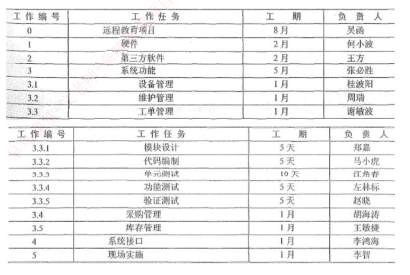 工作编号 工作任务 工期 负责人
0 远程教育项目 8月 吴函
1 硬件 2月 何小波
2 第三方软件 2月 王方
3 系统功能 5月 张必胜
3.1 设备管理 1月 桂波阳
3.2 维护管理 1月 周瑞
3.3 工单管理 1月 谢敏波
工作编号 工作任务 工期 负责人
3.3.1 模块设计 5天 郑嘉
3.3.2 代码编制 5天 马小虎
3.3.3 单元测试 10天 江角春
3.3.4 功能测试 5天 左林标
3.3.5 验证测试 5天 赵晓
3.4 采购管理 1月 胡海涛
3.5 库存管理 1月 王敏捷
4 系统接口 1月 李鸿海
5 现场实施 1月 李智